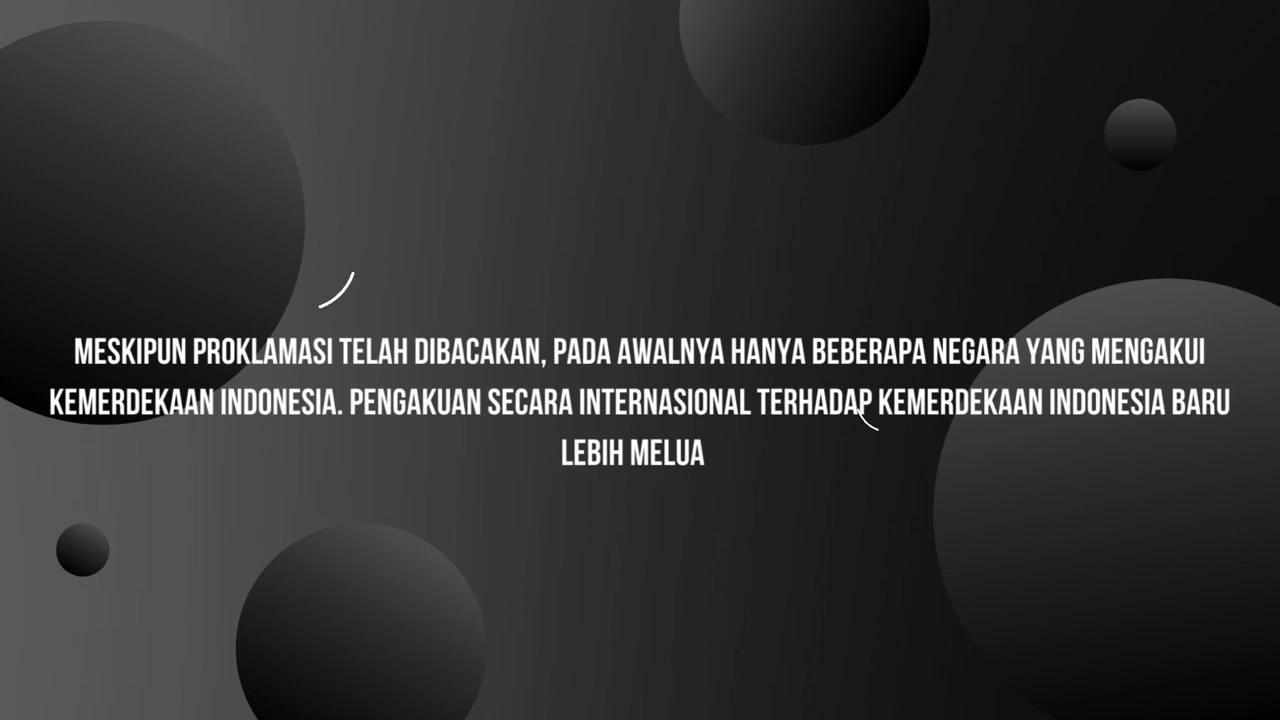 MESKIPUN PROKLAMASI TELAH DIBACAKAN, PADA AWALNYA HANYA BEBERAPA NEGARA YANG MENGAKUI
KEMERDEKAAN INDONESIA. PENGAKUAN SECARA INTERNASIONAL TERHADAP KEMERDEKAAN INDONESIA BARU
LEBIH MELUA